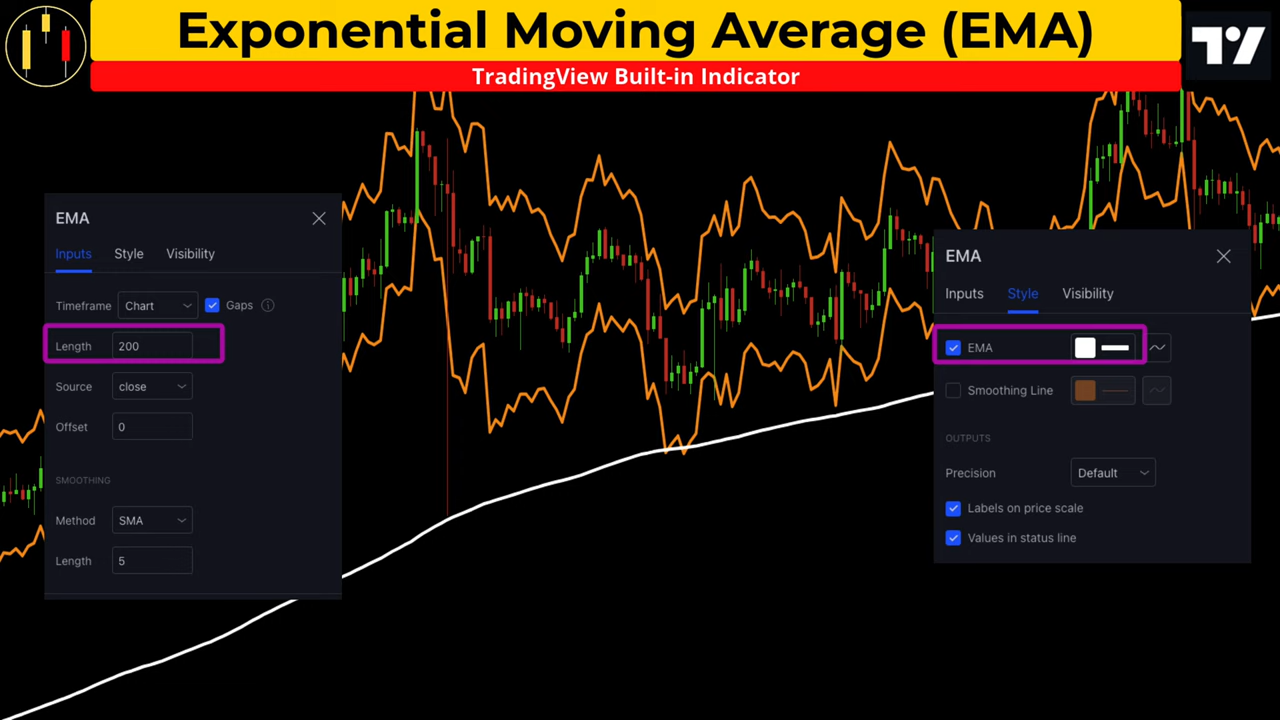 Exponential Moving Average (EMA)
TradingView Built-in Indicator
EMA
Inputs Style Visibility
Timeframe Chart Gaps
Length 200
Source close
Offset 0
SMOOTHING
Method SMA
Length 5
EMA
Inputs Style Visibility
EMA
Smoothing Line
OUTPUTS
Precision Default
Labels on price scale
Values in status line